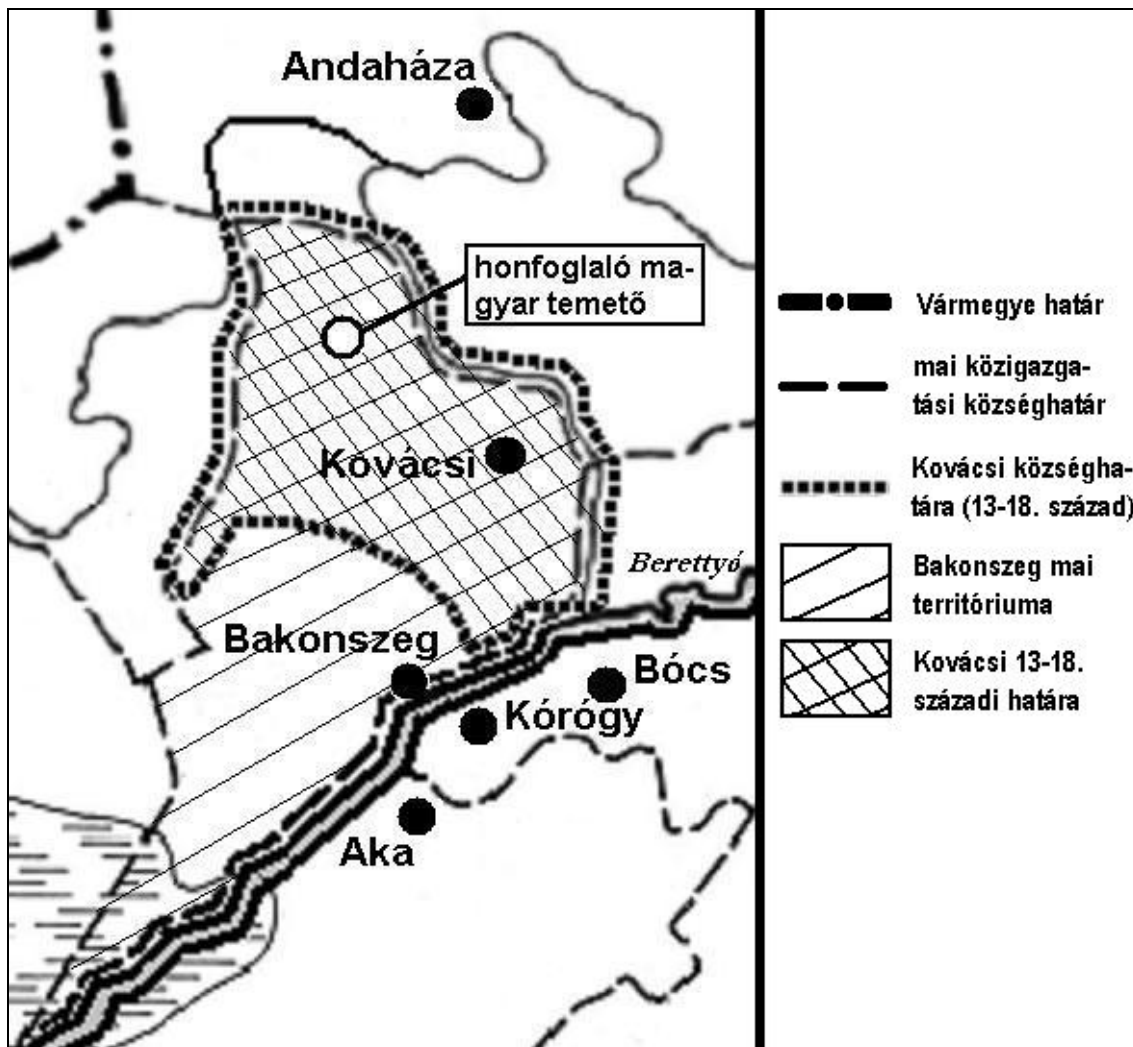 Andaháza
honfoglaló ma-
gyar temető
Kovácsi
Berettyó
Bakonszeg
Bócs
Kórógy
Aka
Vármegye határ
mai közigazga-
tási községhatár
Kovácsi községha-
tára (13-18. század)
Bakonszeg mai
territóriuma
Kovácsi 13-18.
századi határa